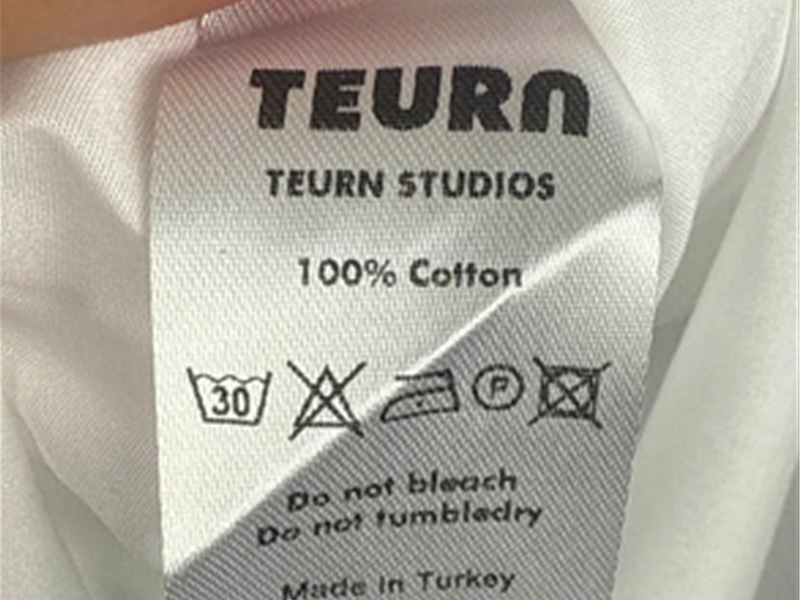 TEURN
TEURN STUDIOS
100% Cotton
30 P
Do not bleach
Do not tumbledry
Made In Turkey